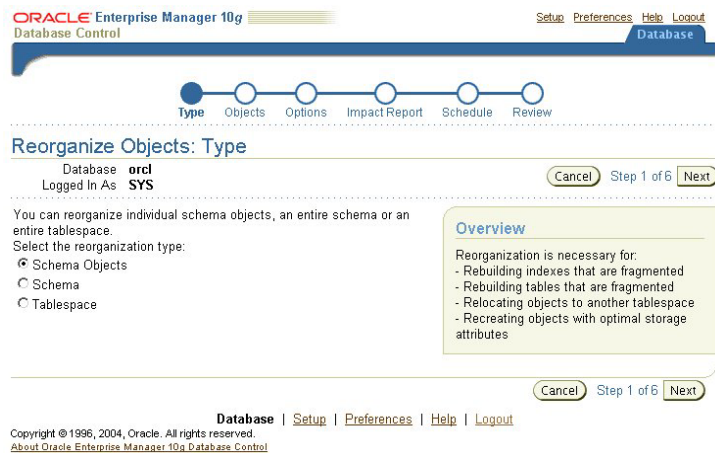 ORACLE Enterprise Manager 10g
Database Control
Setup Preferences Help Logout
Database
Type Objects Options Impact Report Schedule Review
Reorganize Objects: Type
Database orcl
Logged In As SYS
Cancel Step 1 of 6 Next
You can reorganize individual schema objects, an entire schema or an
entire tablespace.
Select the reorganization type:
Schema Objects
Schema
Tablespace
Overview
Reorganization is necessary for:
- Rebuilding indexes that are fragmented
- Rebuilding tables that are fragmented
- Relocating objects to another tablespace
- Recreating objects with optimal storage
attributes
Cancel Step 1 of 6 Next
Database | Setup | Preferences | Help | Logout
Copyright © 1996, 2004, Oracle. All rights reserved.
About Oracle Enterprise Manager 10g Database Control